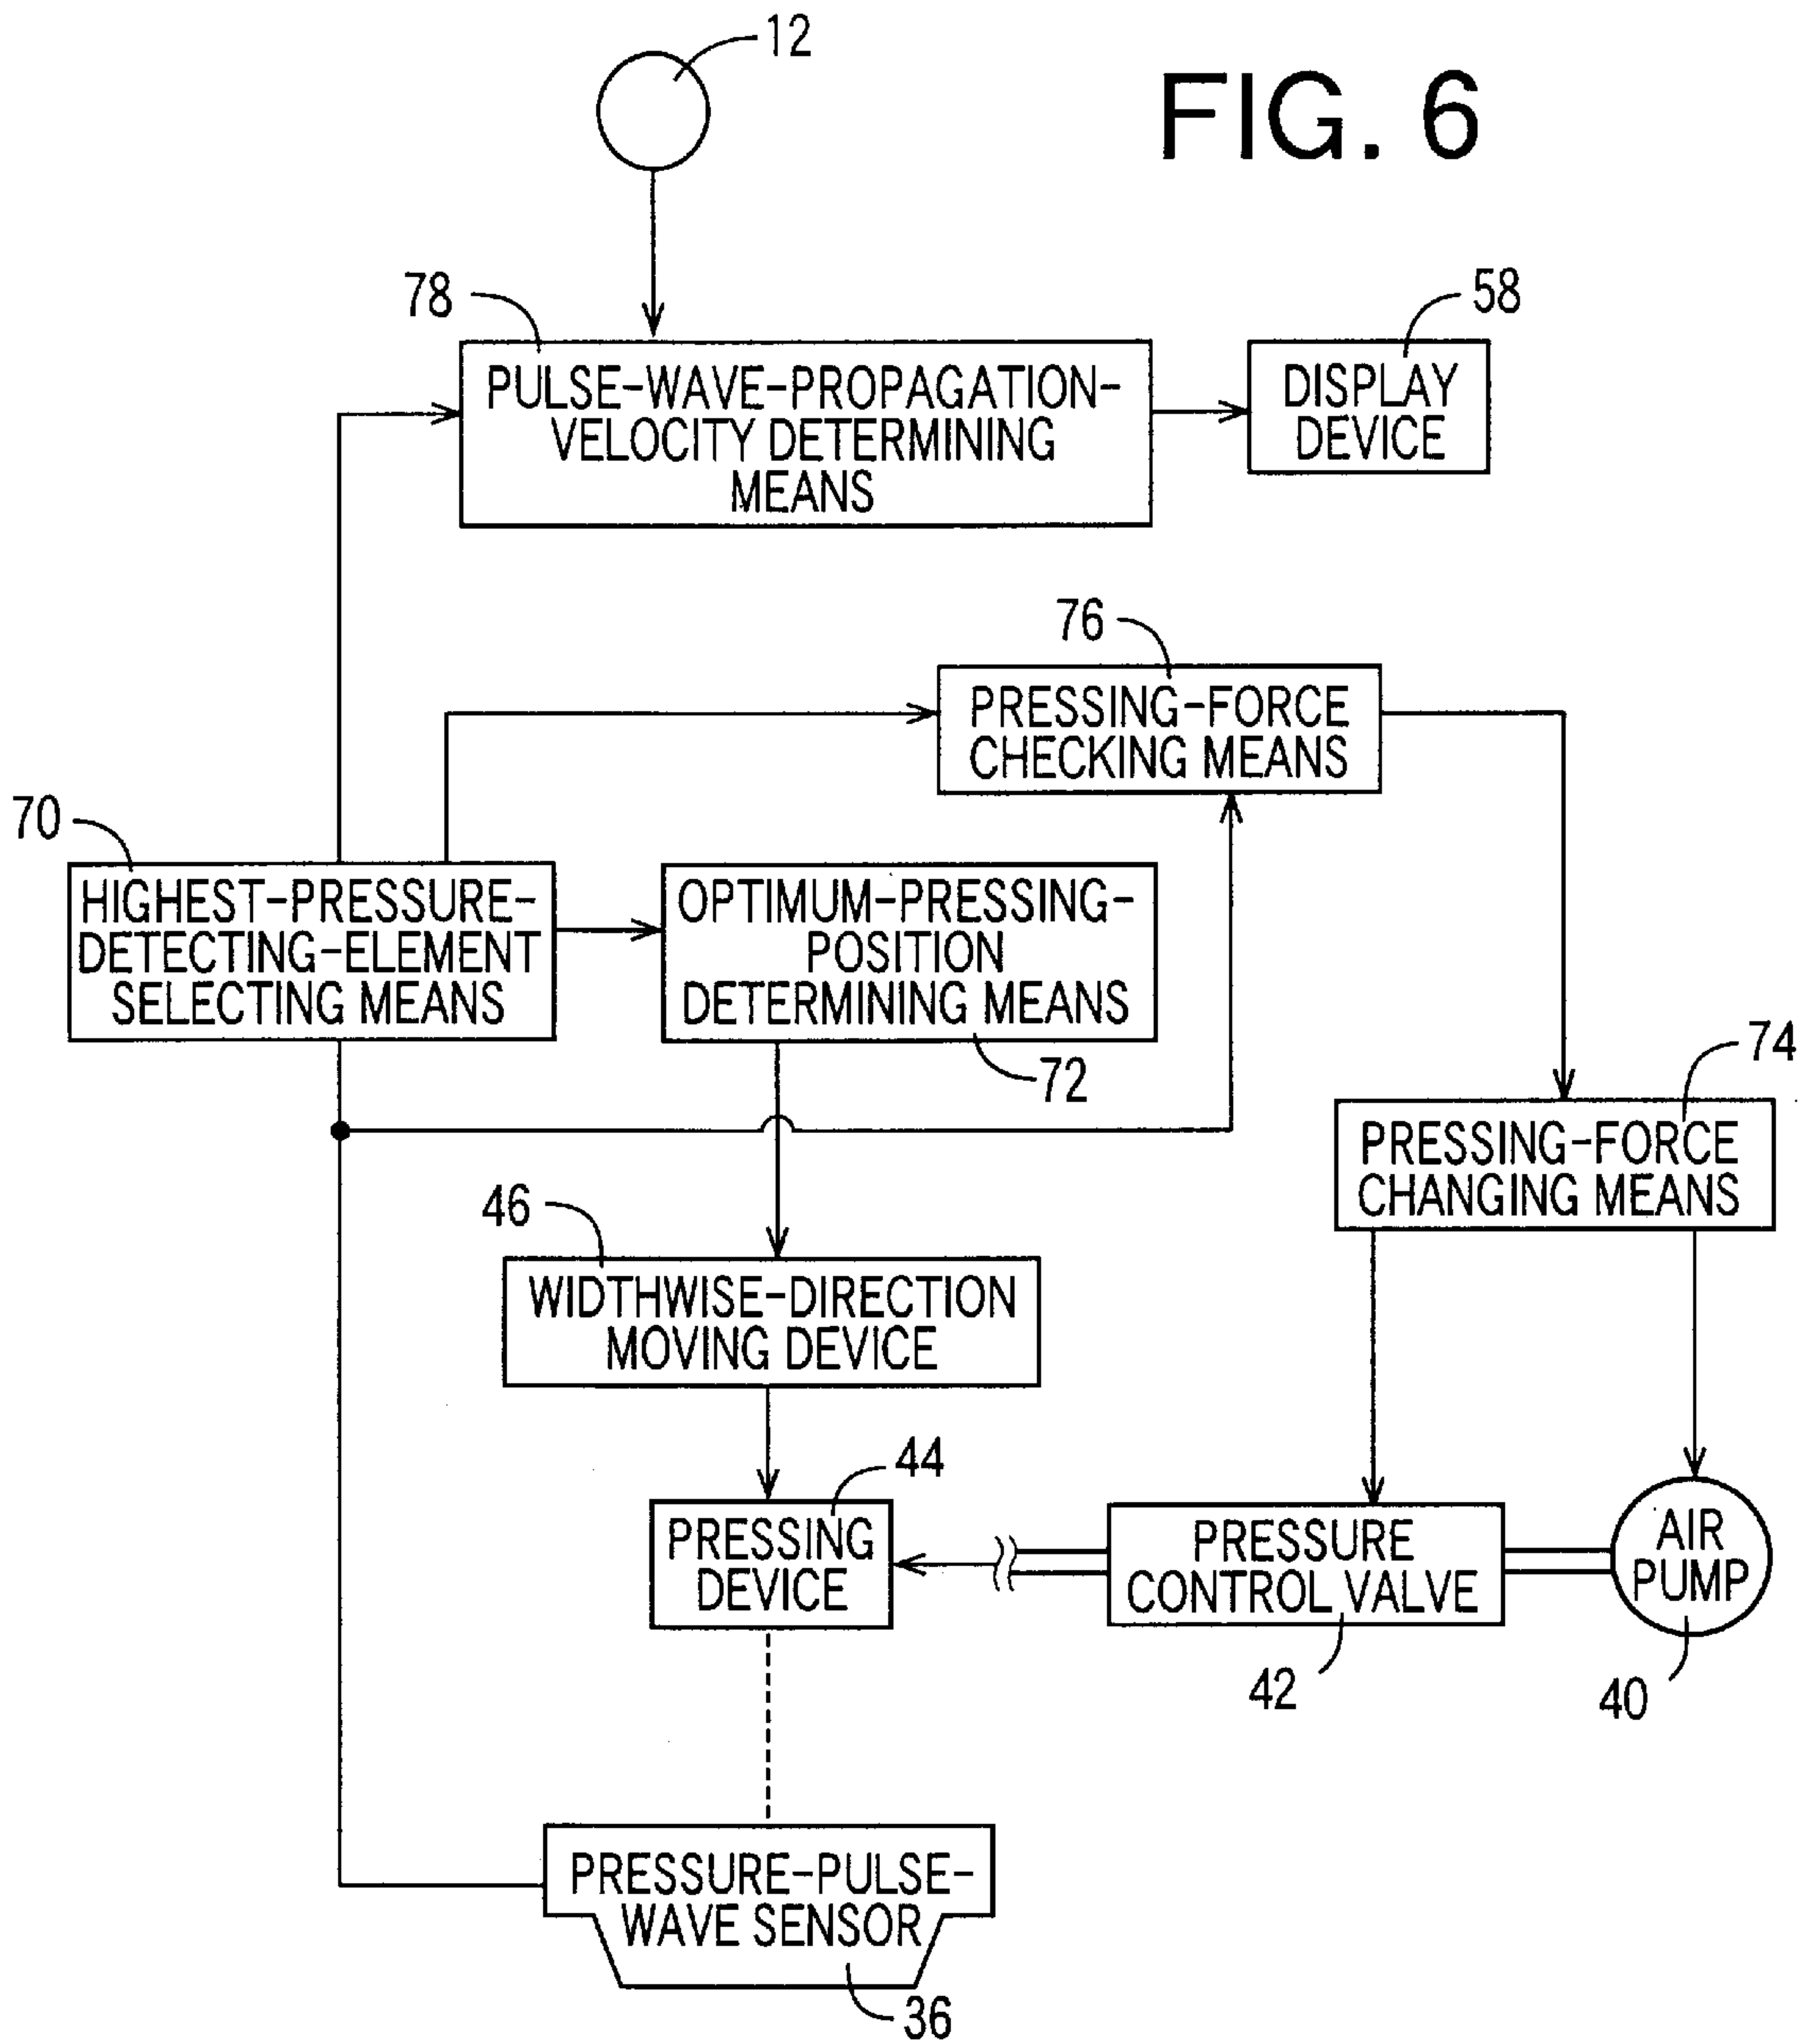 12
FIG. 6
78
58
PULSE-WAVE-PROPAGATION-
VELOCITY DETERMINING
MEANS
DISPLAY
DEVICE
76
PRESSING-FORCE
CHECKING MEANS
70
HIGHEST-PRESSURE-
DETECTING-ELEMENT
SELECTING MEANS
OPTIMUM-PRESSING-
POSITION
DETERMINING MEANS
72
74
PRESSING-FORCE
CHANGING MEANS
46
WIDTHWISE-DIRECTION
MOVING DEVICE
44
PRESSING
DEVICE
PRESSURE
CONTROL VALVE
42
AIR
PUMP
40
PRESSURE-PULSE-
WAVE SENSOR
36